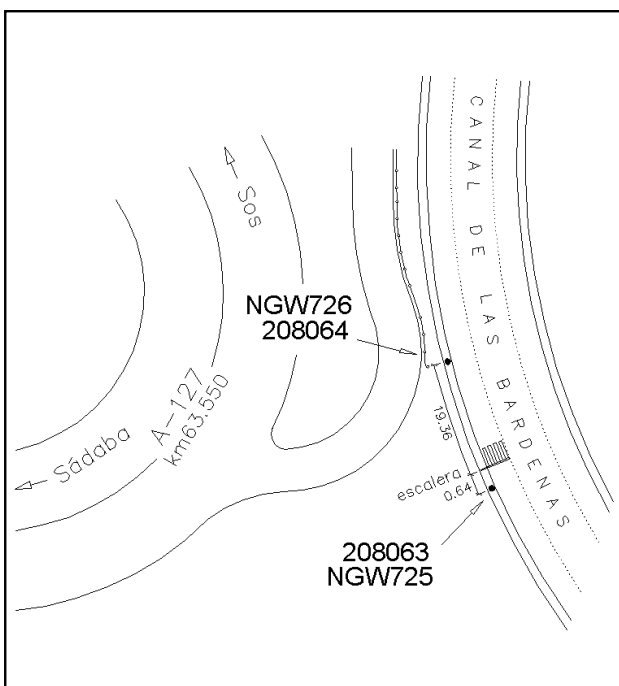 CANAL DE LAS BARDENAS
Sos
NGW726
208064
A-127
km63.550
Sádaba
19.36
escalera
0.64
208063
NGW725